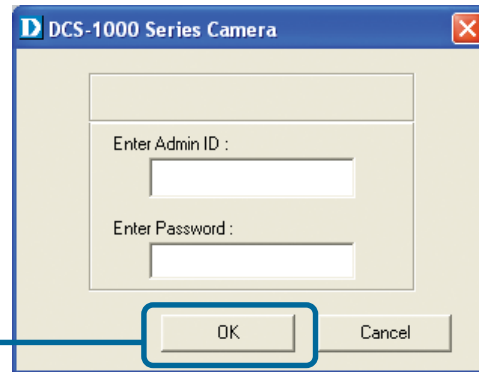 D DCS-1000 Series Camera
Enter Admin ID :
Enter Password :
OK Cancel